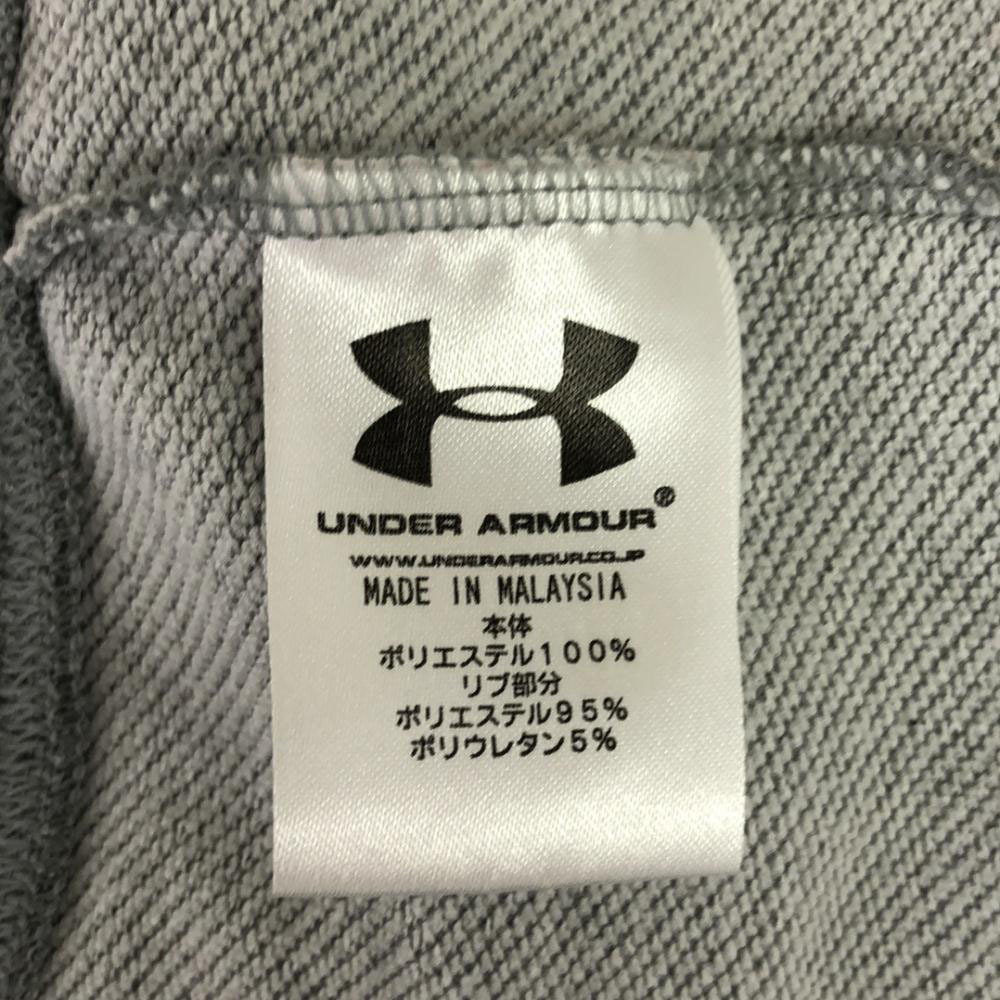 UNDER ARMOUR®
WWW.UNDERARMOUR.CO.JP
MADE IN MALAYSIA
本体
ポリエステル100%
リブ部分
ポリエステル95%
ポリウレタン5%